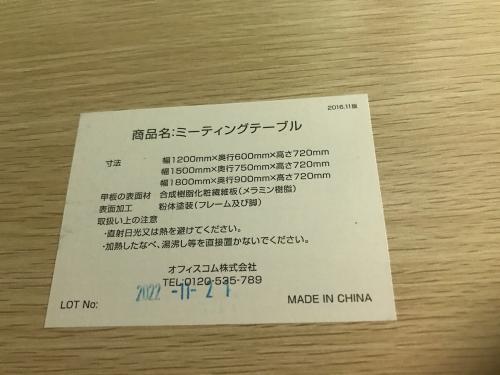 2016.11版
商品名:ミーティングテーブル
寸法 幅1200mm×奥行600mm×高さ720mm
幅1500mm×奥行750mm×高さ720mm
幅1800mm×奥行900mm×高さ720mm
甲板の表面材 合成樹脂化粧繊維板(メラミン樹脂)
表面加工 粉体塗装(フレーム及び脚)
取扱い上の注意
・直射日光又は熱を避けてください。
・加熱したなべ、湯沸し等を直接置かないでください。
オフィスコム株式会社
TEL:0120-535-789
LOT No: 2022-11-21
MADE IN CHINA